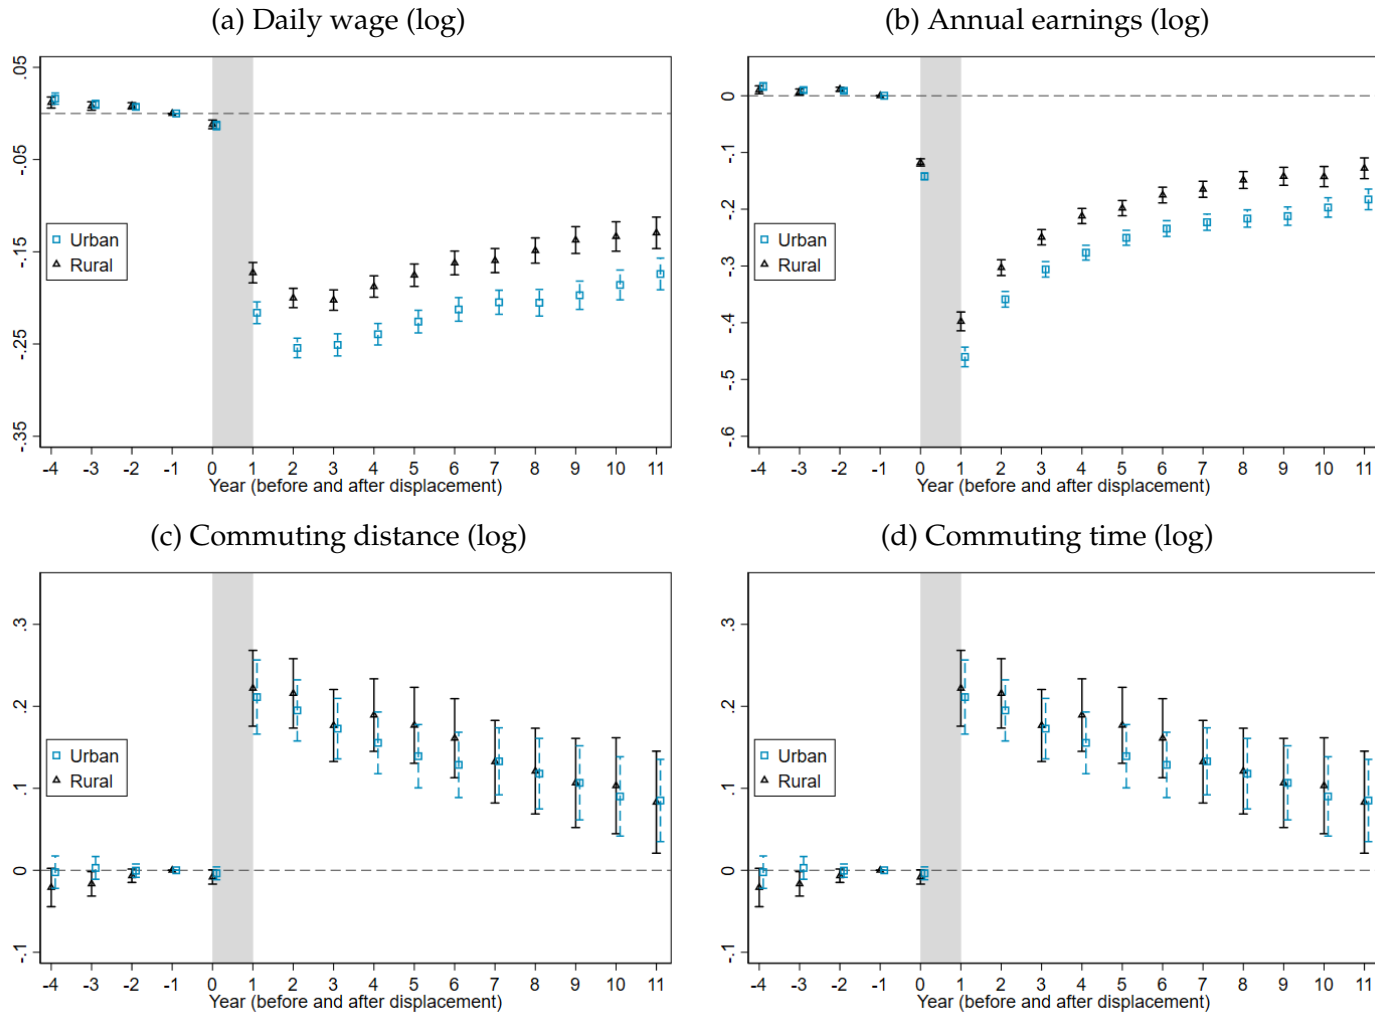 (a) Daily wage (log)
.05
-.05
-.15
-.25
-.35
Urban
Rural
-4 -3 -2 -1 0 1 2 3 4 5 6 7 8 9 10 11
Year (before and after displacement)
(b) Annual earnings (log)
0
-.1
-.2
-.3
-.4
-.5
-.6
Urban
Rural
-4 -3 -2 -1 0 1 2 3 4 5 6 7 8 9 10 11
Year (before and after displacement)
(c) Commuting distance (log)
.3
.2
.1
0
-.1
Urban
Rural
-4 -3 -2 -1 0 1 2 3 4 5 6 7 8 9 10 11
Year (before and after displacement)
(d) Commuting time (log)
.3
.2
.1
0
-.1
Urban
Rural
-4 -3 -2 -1 0 1 2 3 4 5 6 7 8 9 10 11
Year (before and after displacement)